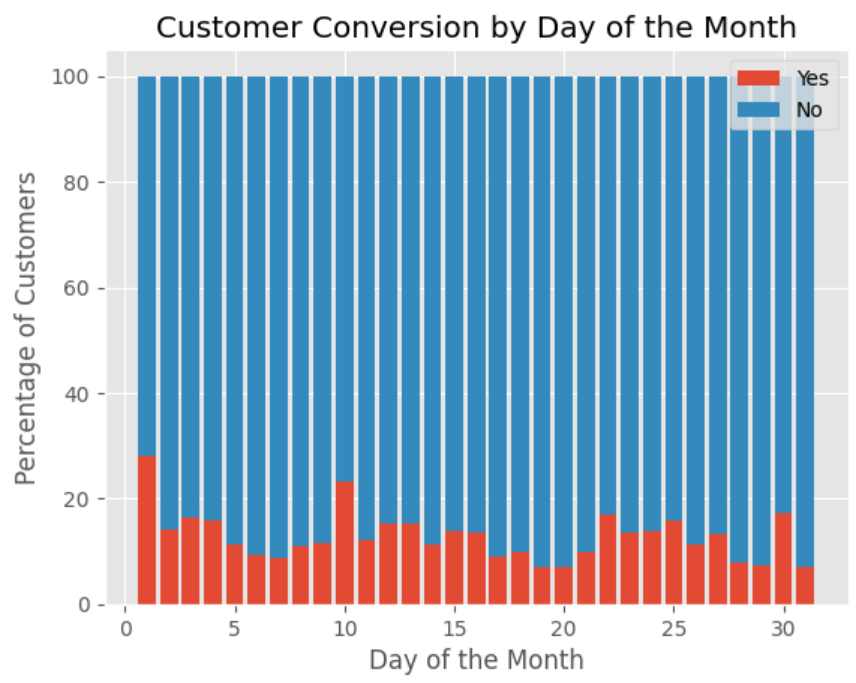 Customer Conversion by Day of the Month
Yes
No
100
80
60
40
20
0
Percentage of Customers
0 5 10 15 20 25 30
Day of the Month